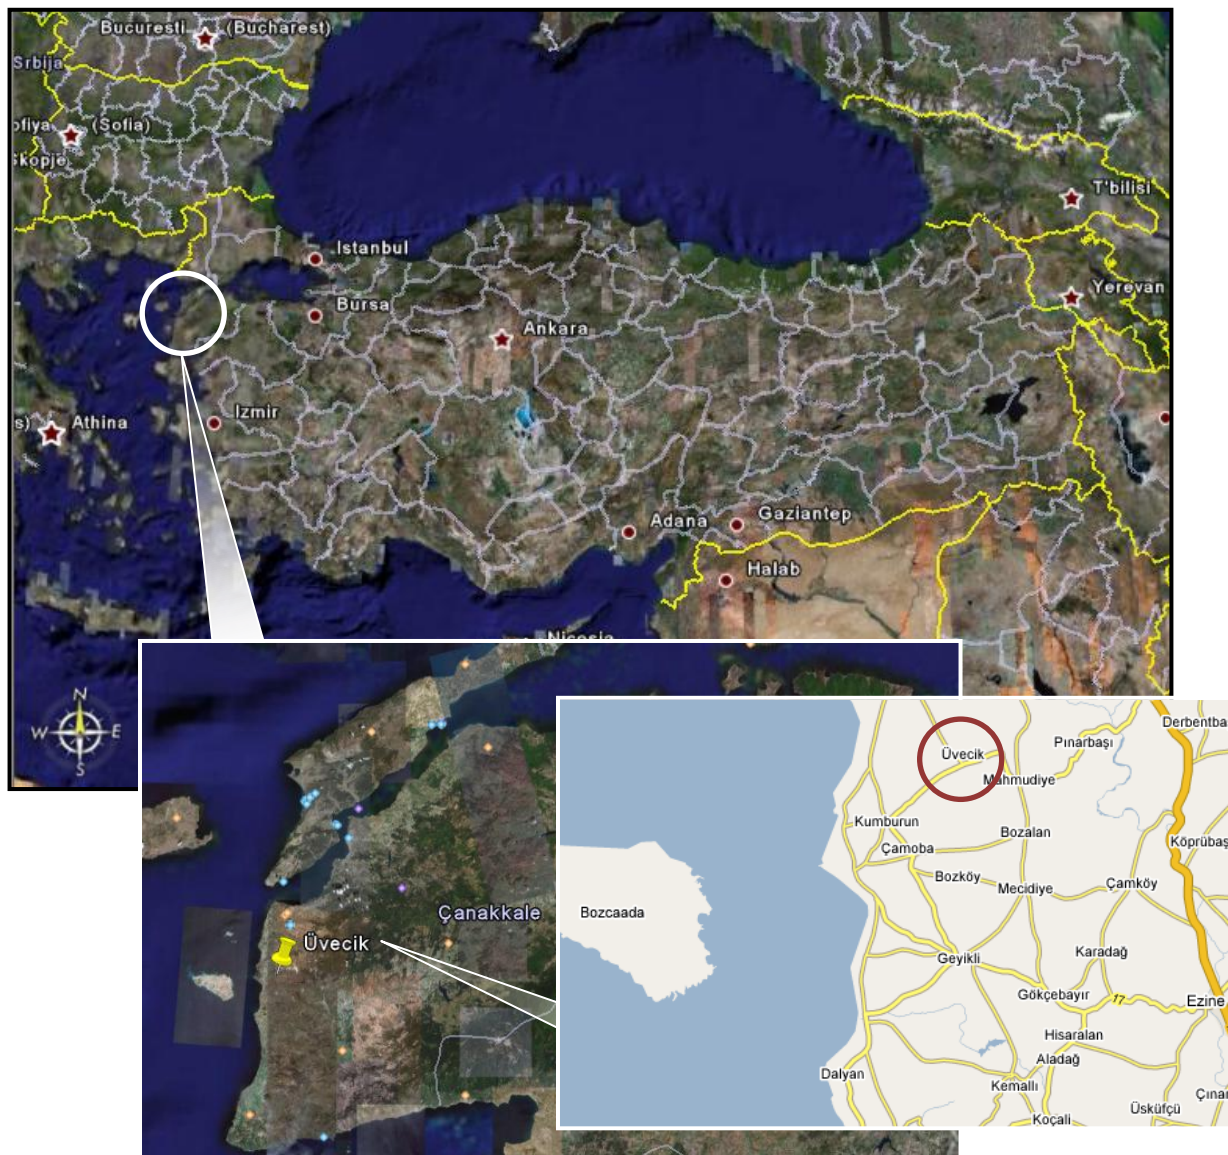 Bucuresti (Bucharest)
Srbija
ofiya (Sofia)
Skopje
T'bilisi
Istanbul
Yerevan
Bursa
Ankara
s) Athina
Izmir
Adana
Gaziantep
Halab
Nicosia
N
W E
S
Çanakkale
Üvecik
Derbentba
Üvecik
Pınarbaşı
Mahmudiye
Kumburun
Bozalan
Köprübaş
Çamoba
Bozköy
Mecidiye
Çamköy
Bozcaada
Geyikli
Karadağ
Gökçebayır
17
Ezine
Hisaralan
Aladağ
Dalyan
Kemallı
Çınar
Üsküfçü
Koçali